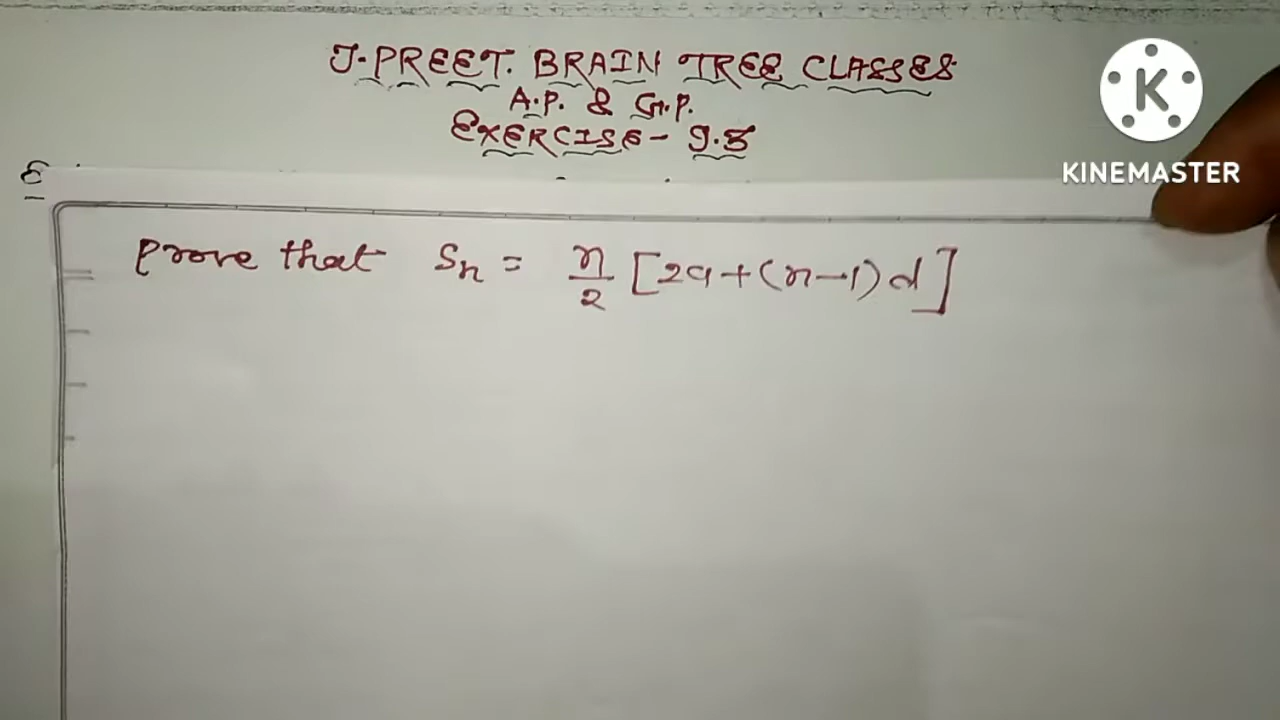 J.PREET. BRAIN TREE CLASSES
A.P. & G.P.
EXERCISE - 9.8
K
KINEMASTER
E
Prove that Sn = n/2 [2a+(n-1)d]